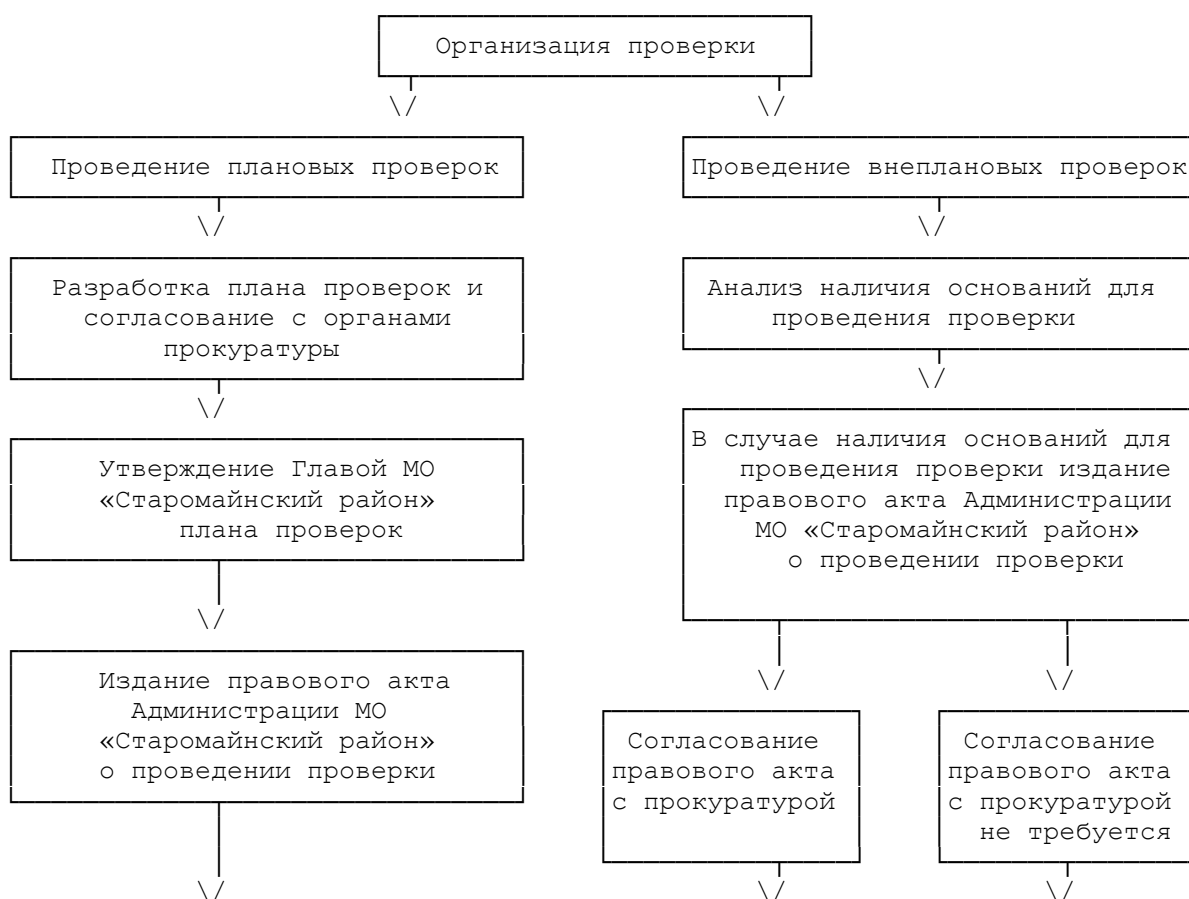 Организация проверки
Проведение плановых проверок
Проведение внеплановых проверок
Разработка плана проверок и
согласование с органами
прокуратуры
Анализ наличия оснований для
проведения проверки
Утверждение Главой МО
«Старомайнский район»
плана проверок
В случае наличия оснований для
проведения проверки издание
правового акта Администрации
МО «Старомайнский район»
о проведении проверки
Издание правового акта
Администрации МО
«Старомайнский район»
о проведении проверки
Согласование
правового акта
с прокуратурой
Согласование
правового акта
с прокуратурой
не требуется